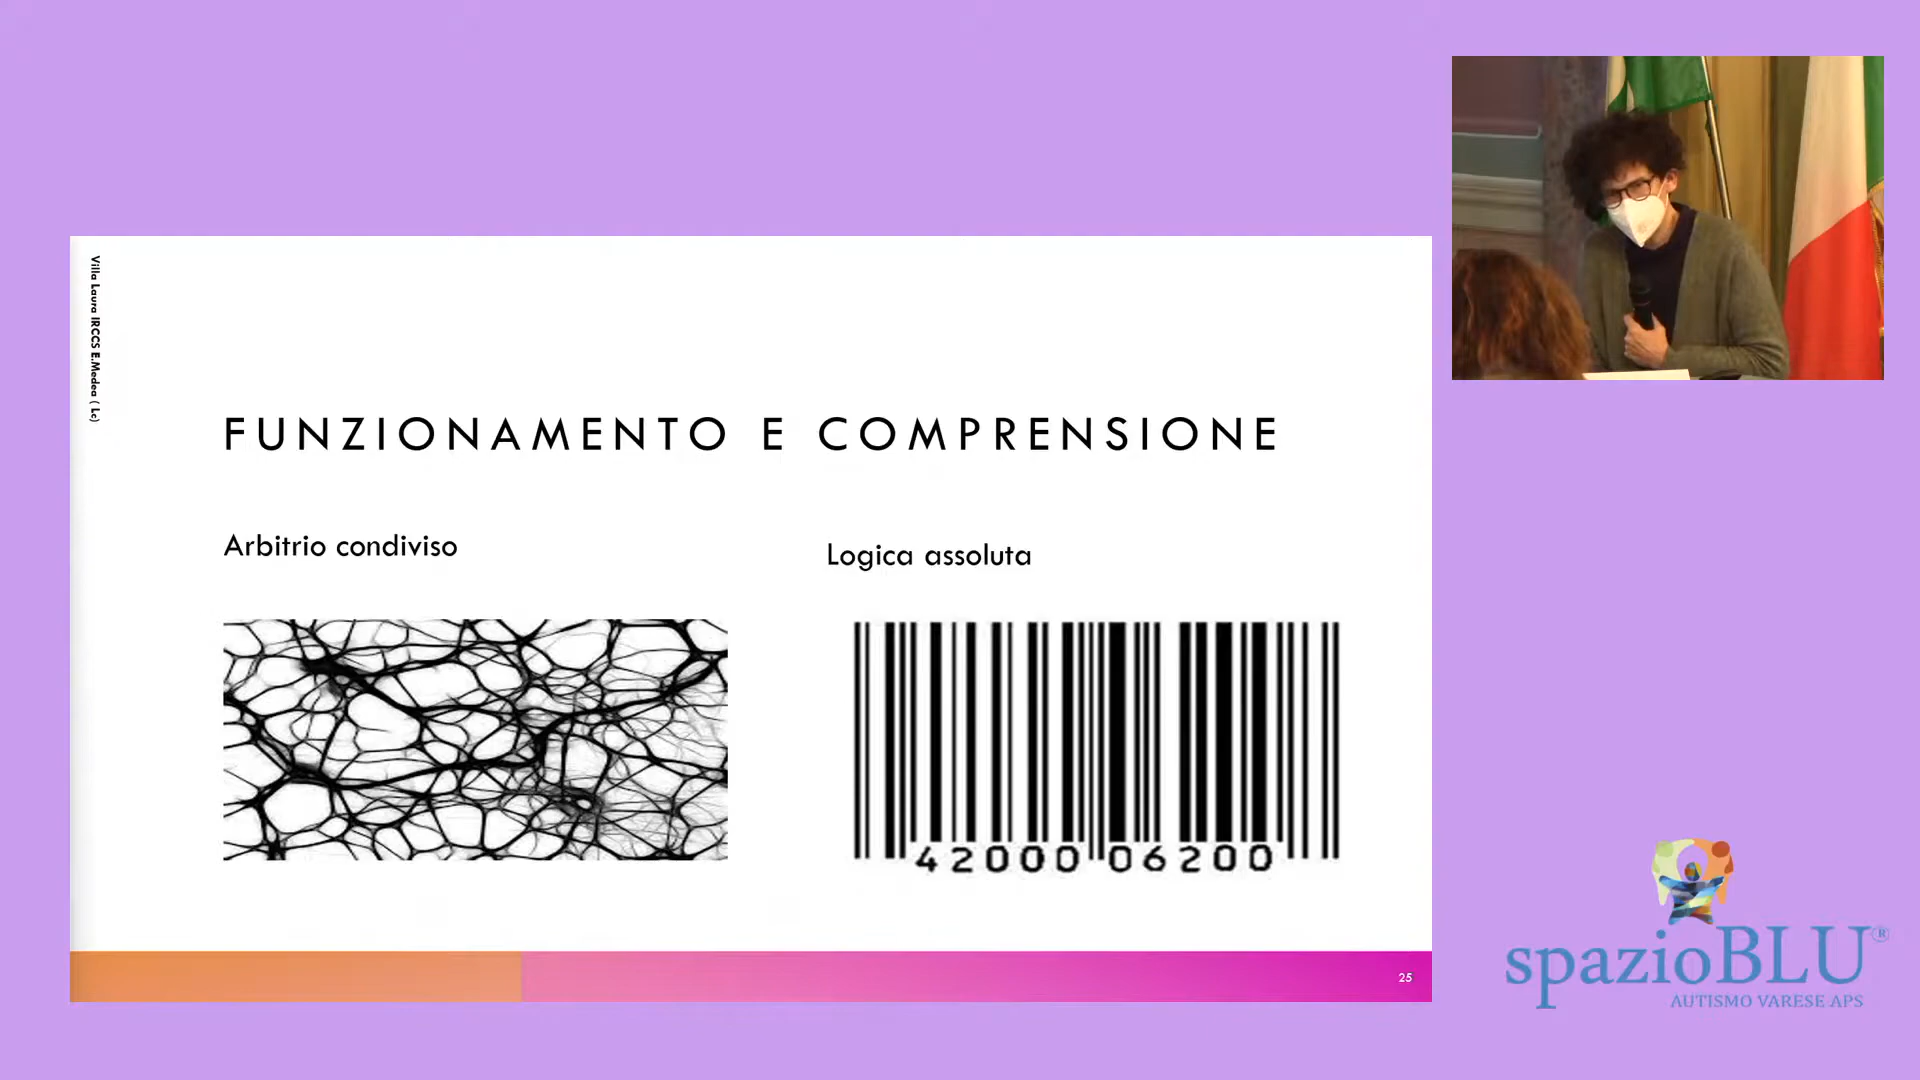 Villa Laura IRCCS E.Medea ( Lc)
FUNZIONAMENTO E COMPRENSIONE
Arbitrio condiviso
Logica assoluta
42000 06200
25
spazioBLU®
AUTISMO VARESE APS